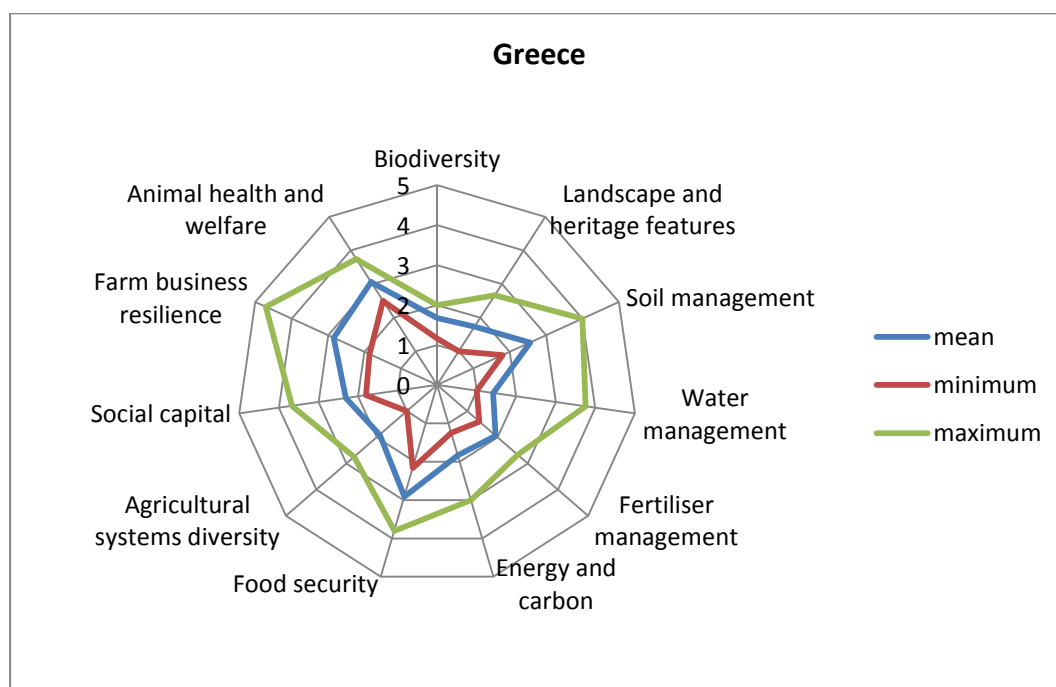 Greece
Biodiversity
Landscape and
heritage features
Soil management
Water
management
Fertiliser
management
Energy and
carbon
Food security
Agricultural
systems diversity
Social capital
Farm business
resilience
Animal health and
welfare
5
4
3
2
1
0
mean
minimum
maximum